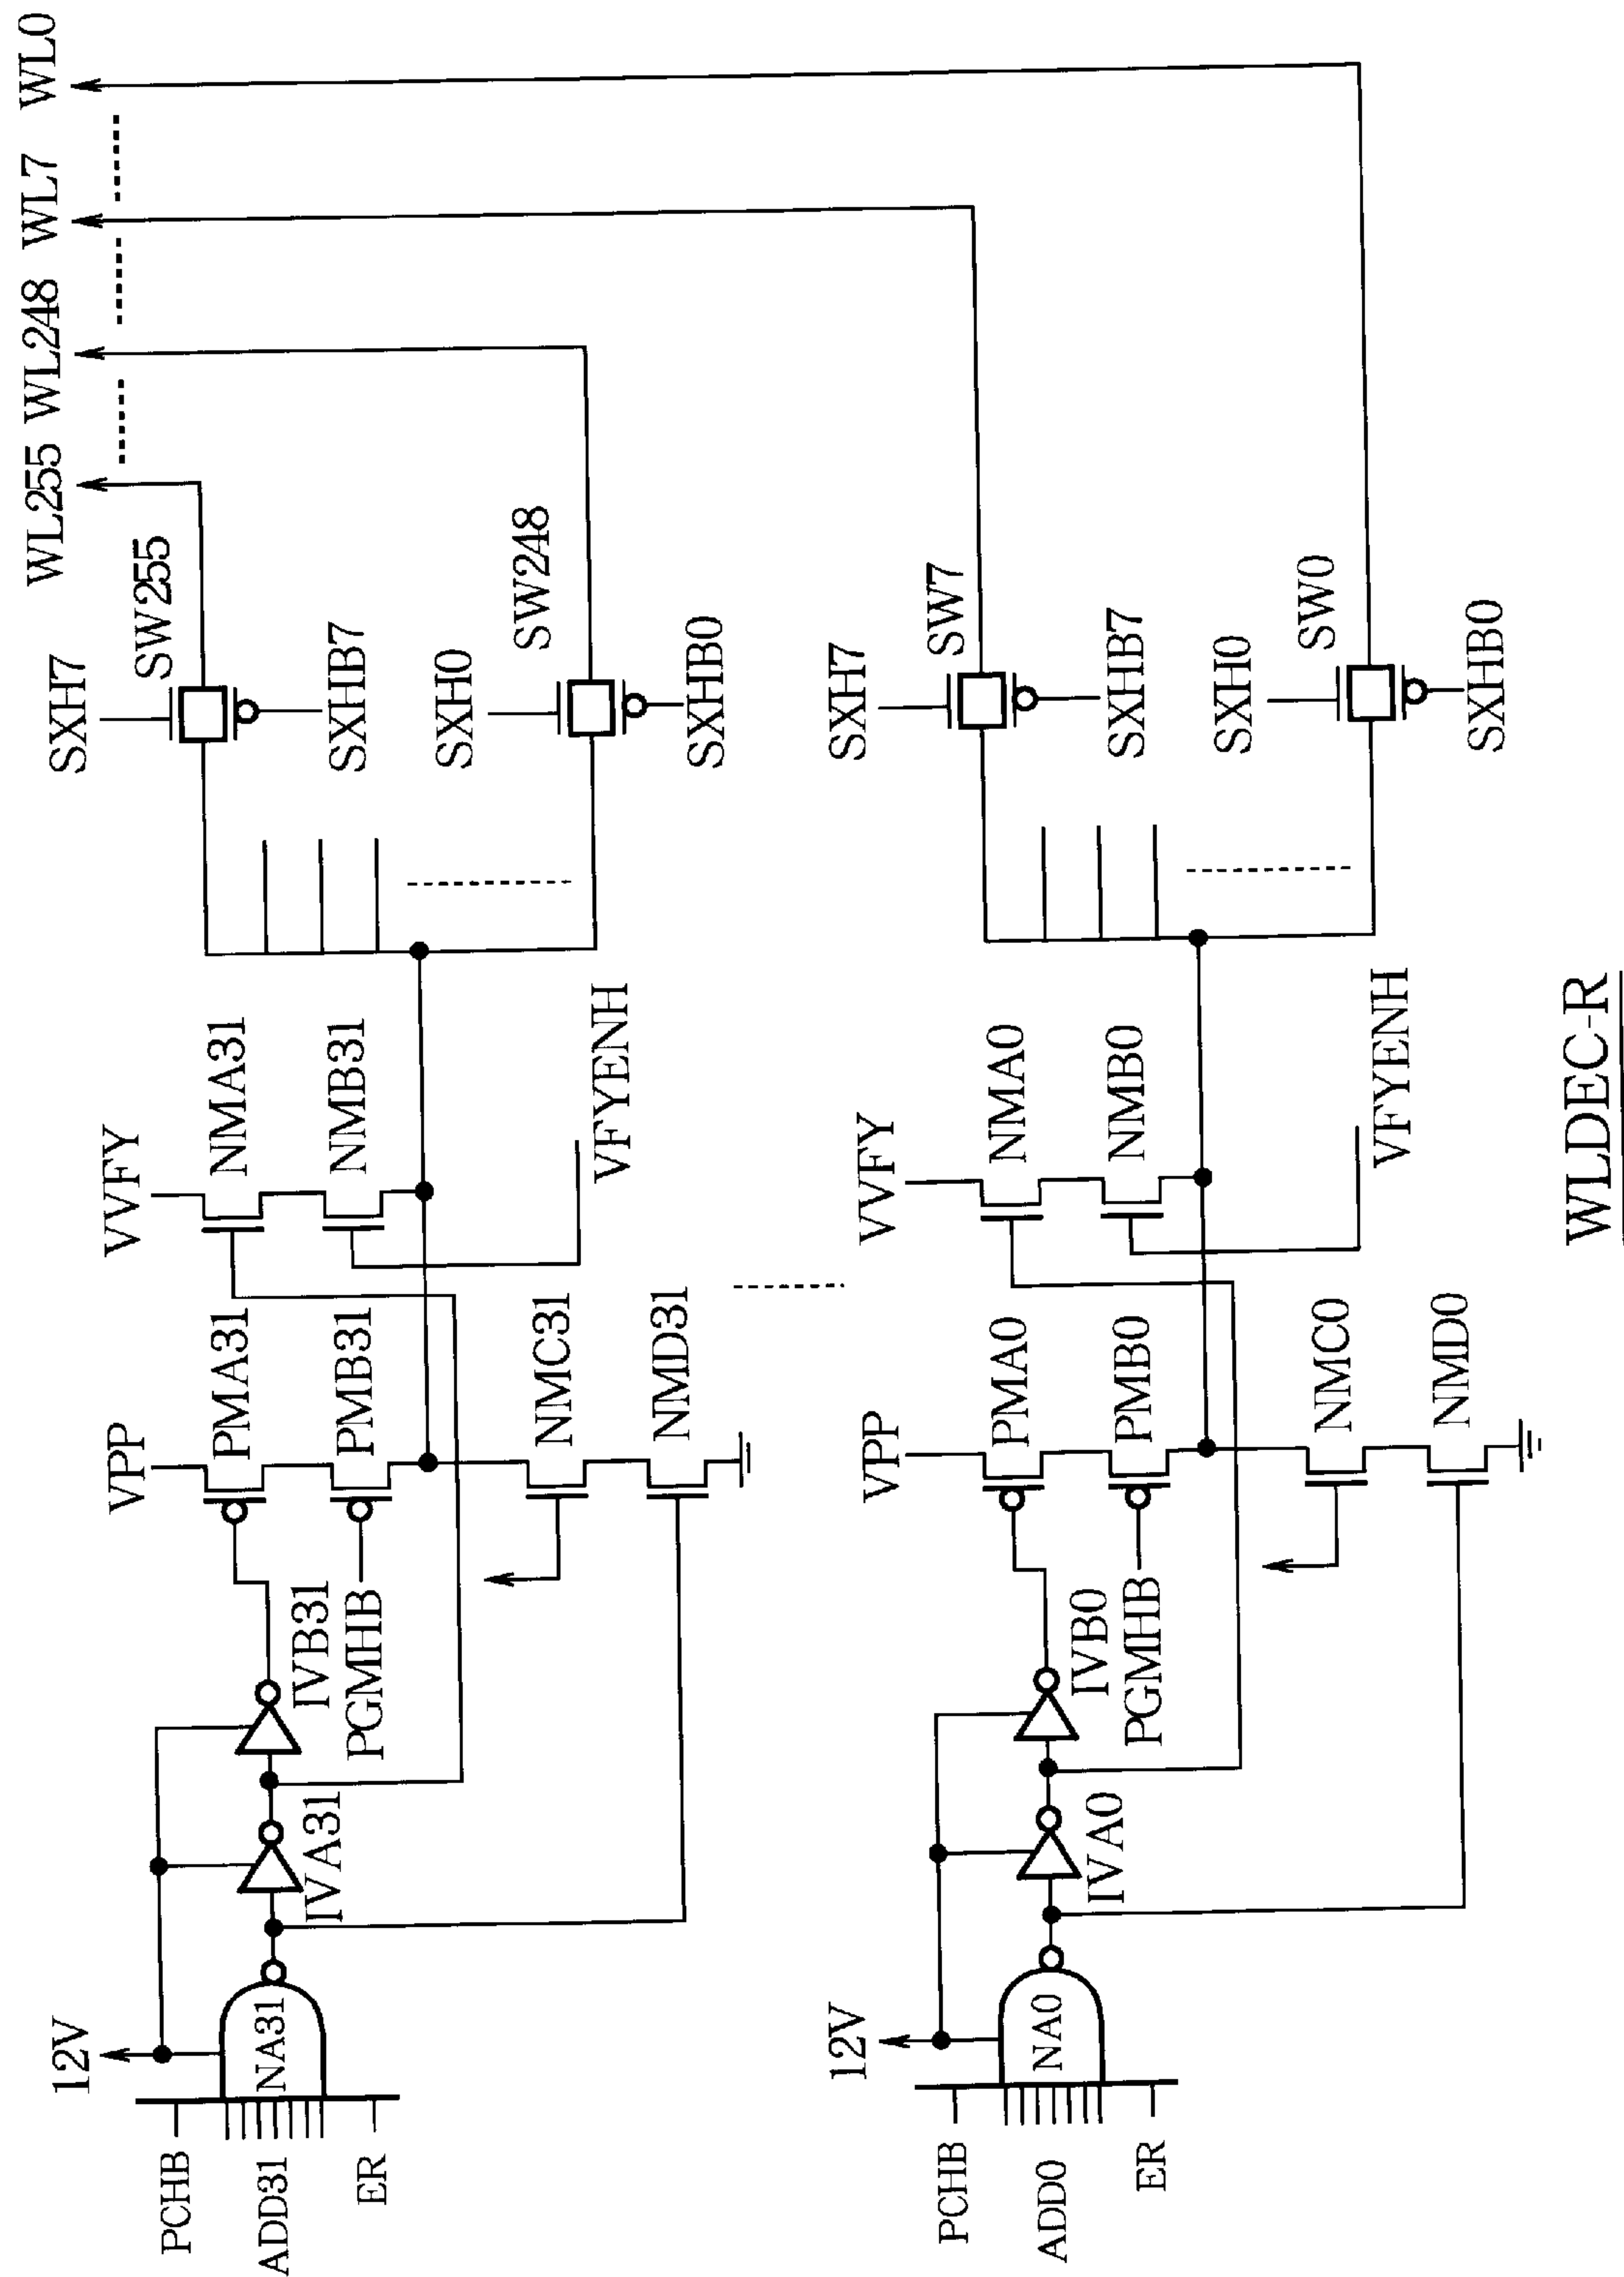 WL255 WL248 WL7 WL0
SXH7
SW255
SXHB7
SXH0
SW248
SXHB0
VVFY
NMA31
NMB31
VFYENH
VPP
PMA31
PMB31
NMC31
NMD31
IVB31
PGMHB
IVA31
12V
NA31
PCHB
ADD31
ER
SXH7
SW7
SXHB7
SXH0
SW0
SXHB0
VVFY
NMA0
NMB0
VFYENH
VPP
PMA0
PMB0
NMC0
NMD0
IVB0
PGMHB
IVA0
12V
NA0
PCHB
ADD0
ER
WLDEC-R